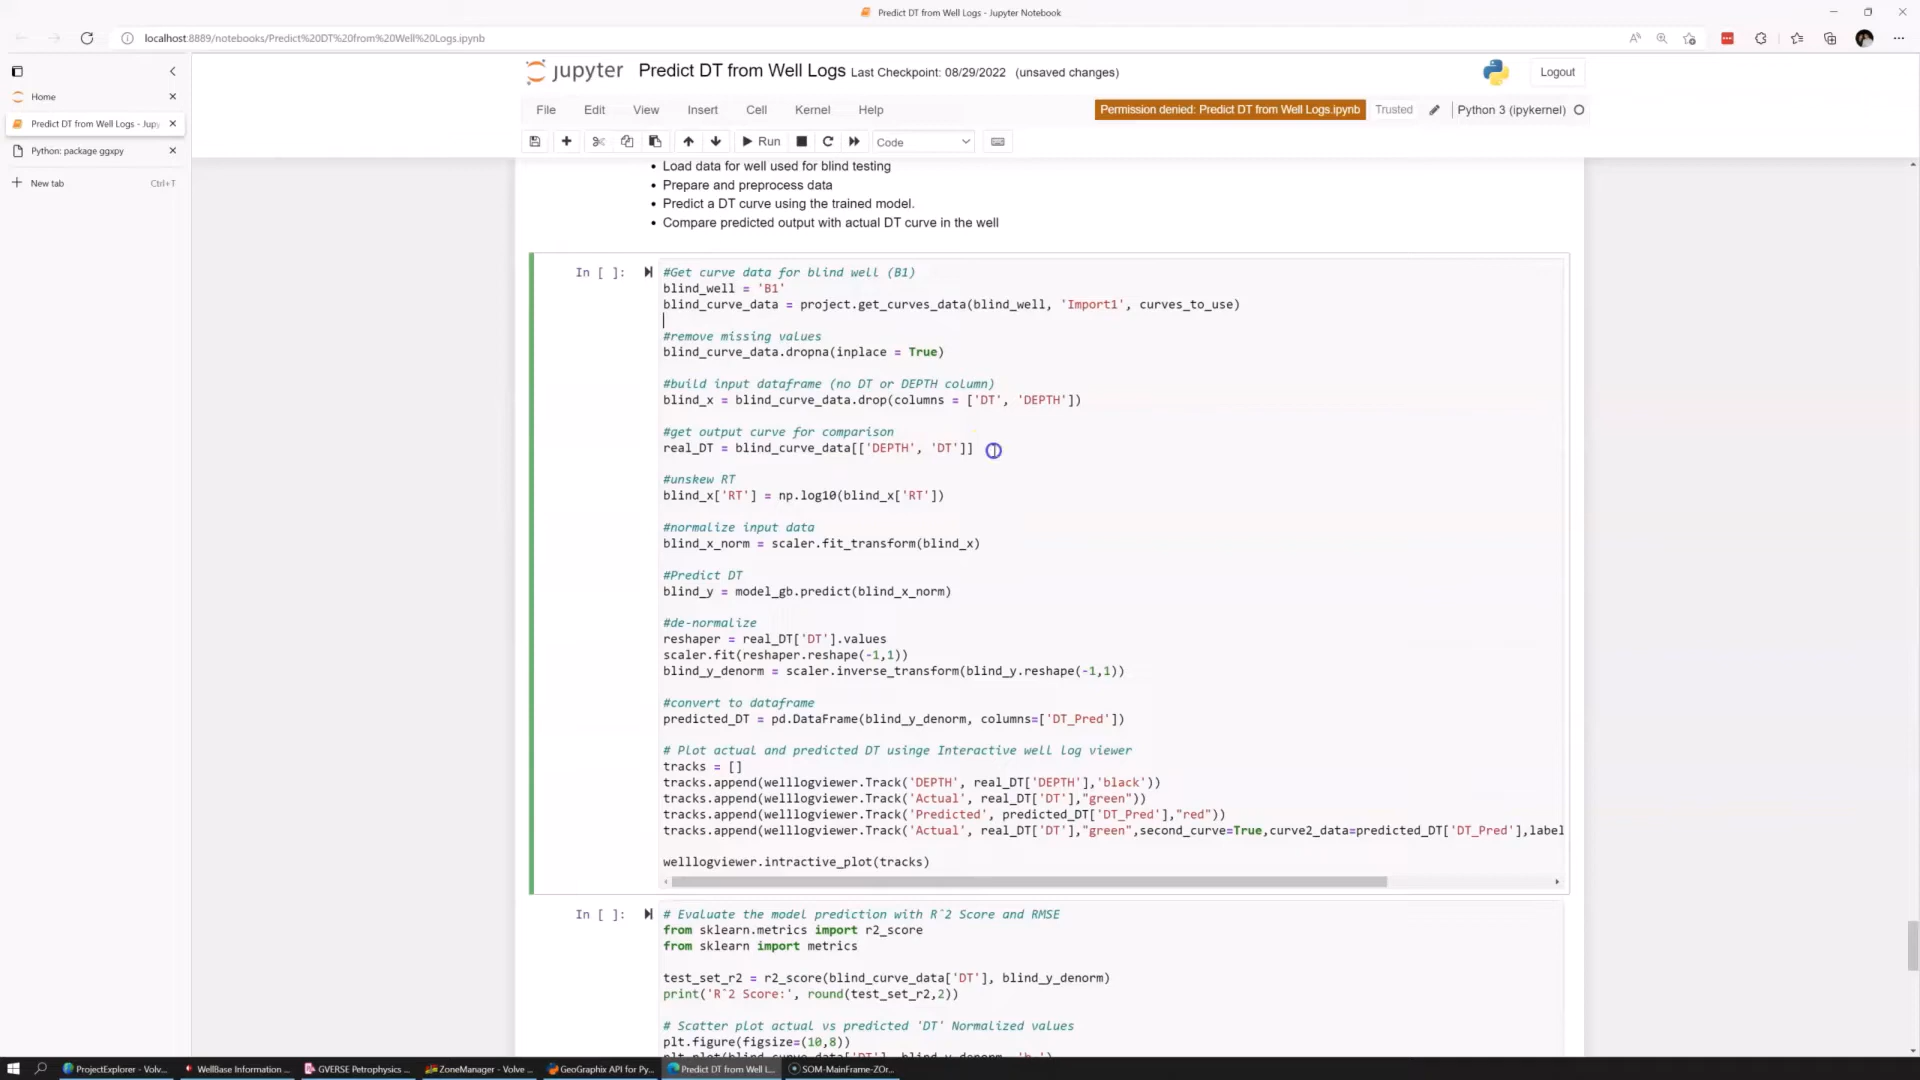 Predict DT from Well Logs - Jupyter Notebook
localhost:8889/notebooks/Predict%20DT%20from%20Well%20Logs.ipynb
Home
Predict DT from Well Logs - Jupy
Python: package ggxpy
New tab Ctrl+T
jupyter Predict DT from Well Logs Last Checkpoint: 08/29/2022 (unsaved changes)
Logout
File Edit View Insert Cell Kernel Help
Permission denied: Predict DT from Well Logs.ipynb Trusted Python 3 (ipykernel)
Run Code
• Load data for well used for blind testing
• Prepare and preprocess data
• Predict a DT curve using the trained model.
• Compare predicted output with actual DT curve in the well
In [ ]:
#Get curve data for blind well (B1)
blind_well = 'B1'
blind_curve_data = project.get_curves_data(blind_well, 'Import1', curves_to_use)
#remove missing values
blind_curve_data.dropna(inplace = True)
#build input dataframe (no DT or DEPTH column)
blind_x = blind_curve_data.drop(columns = ['DT', 'DEPTH'])
#get output curve for comparison
real_DT = blind_curve_data[['DEPTH', 'DT']]
#unskew RT
blind_x['RT'] = np.log10(blind_x['RT'])
#normalize input data
blind_x_norm = scaler.fit_transform(blind_x)
#Predict DT
blind_y = model_gb.predict(blind_x_norm)
#de-normalize
reshaper = real_DT['DT'].values
scaler.fit(reshaper.reshape(-1,1))
blind_y_denorm = scaler.inverse_transform(blind_y.reshape(-1,1))
#convert to dataframe
predicted_DT = pd.DataFrame(blind_y_denorm, columns=['DT_Pred'])
# Plot actual and predicted DT usinge Interactive well log viewer
tracks = []
tracks.append(welllogviewer.Track('DEPTH', real_DT['DEPTH'],'black'))
tracks.append(welllogviewer.Track('Actual', real_DT['DT'],"green"))
tracks.append(welllogviewer.Track('Predicted', predicted_DT['DT_Pred'],"red"))
tracks.append(welllogviewer.Track('Actual', real_DT['DT'],"green",second_curve=True,curve2_data=predicted_DT['DT_Pred'],label
welllogviewer.intractive_plot(tracks)
In [ ]:
# Evaluate the model prediction with R^2 Score and RMSE
from sklearn.metrics import r2_score
from sklearn import metrics
test_set_r2 = r2_score(blind_curve_data['DT'], blind_y_denorm)
print('R^2 Score:', round(test_set_r2,2))
# Scatter plot actual vs predicted 'DT' Normalized values
plt.figure(figsize=(10,8))
plt.plot(blind_curve_data['DT'], blind_y_denorm, 'b.')
ProjectExplorer - Volv... WellBase Information ... GVERSE Petrophysics ... ZoneManager - Volve ... GeoGraphix API for Py... Predict DT from Well L... SOM-MainFrame-ZOr...